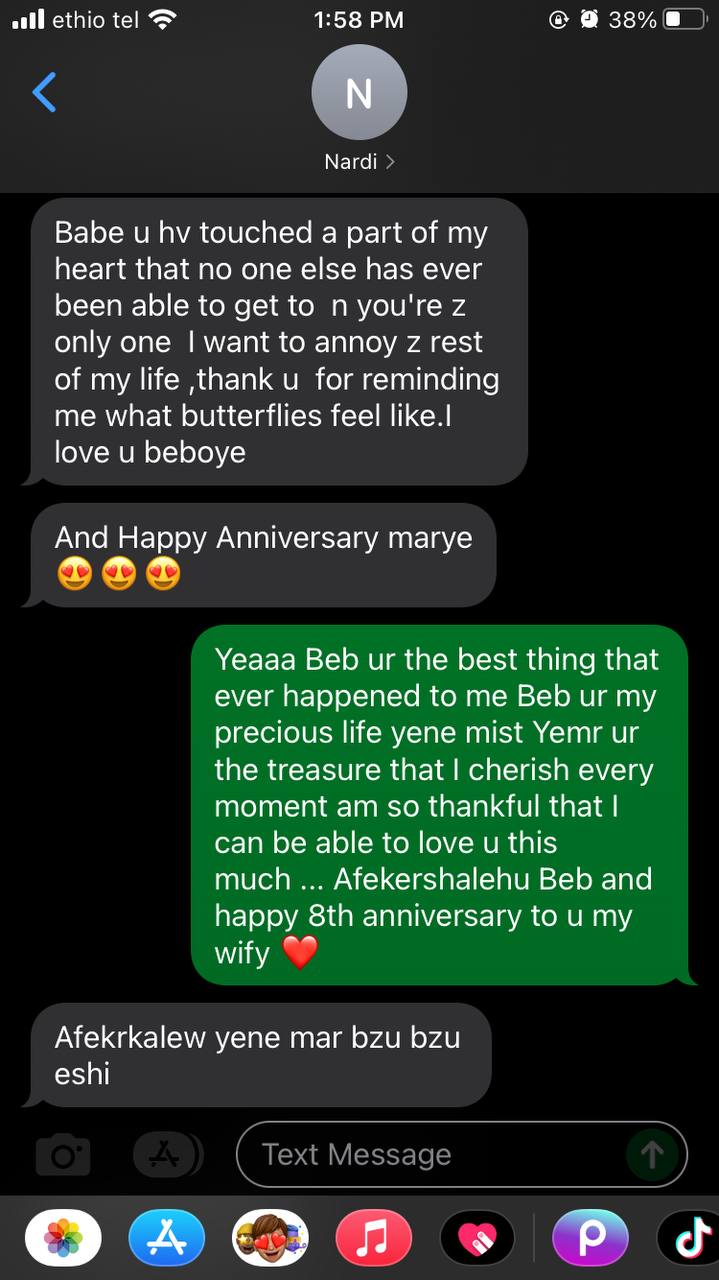 ethio tel
1:58 PM
38%
N
Nardi
Babe u hv touched a part of my
heart that no one else has ever
been able to get to  n you're z
only one  I want to annoy z rest
of my life ,thank u  for reminding
me what butterflies feel like.I
love u beboye
And Happy Anniversary marye
😍😍😍
Yeaaa Beb ur the best thing that
ever happened to me Beb ur my
precious life yene mist Yemr ur
the treasure that I cherish every
moment am so thankful that I
can be able to love u this
much ... Afekershalehu Beb and
happy 8th anniversary to u my
wify ❤️
Afekrkalew yene mar bzu bzu
eshi
Text Message